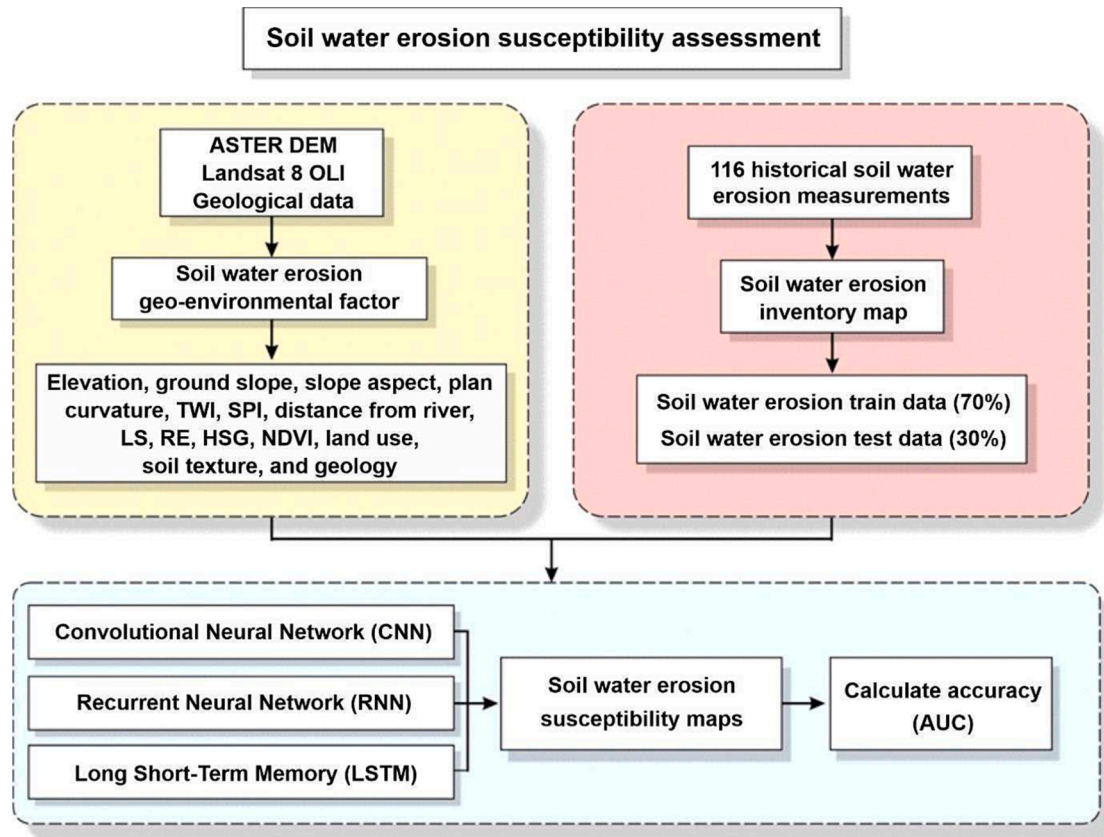 Soil water erosion susceptibility assessment
ASTER DEM
Landsat 8 OLI
Geological data
Soil water erosion
geo-environmental factor
Elevation, ground slope, slope aspect, plan
curvature, TWI, SPI, distance from river,
LS, RE, HSG, NDVI, land use,
soil texture, and geology
116 historical soil water
erosion measurements
Soil water erosion
inventory map
Soil water erosion train data (70%)
Soil water erosion test data (30%)
Convolutional Neural Network (CNN)
Recurrent Neural Network (RNN)
Long Short-Term Memory (LSTM)
Soil water erosion
susceptibility maps
Calculate accuracy
(AUC)